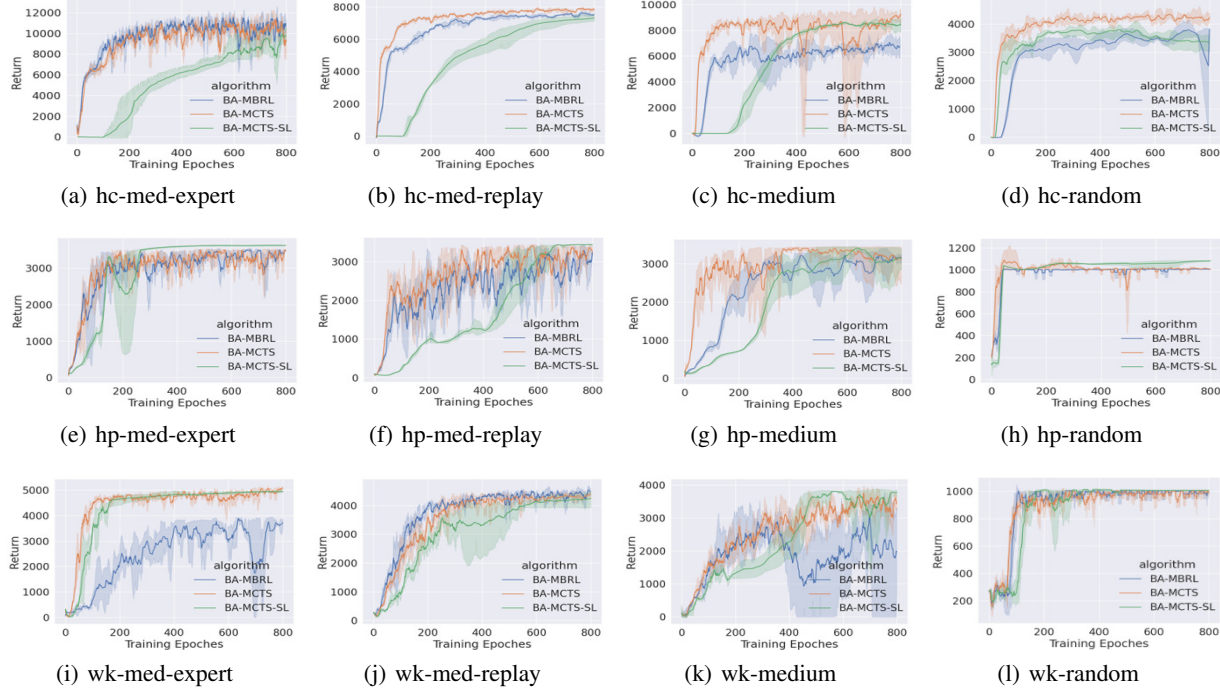 12000
10000
8000
6000
4000
2000
0
Return
algorithm
BA-MBRL
BA-MCTS
BA-MCTS-SL
0 200 400 600 800
Training Epoches
(a) hc-med-expert
8000
6000
4000
2000
0
Return
algorithm
BA-MBRL
BA-MCTS
BA-MCTS-SL
0 200 400 600 800
Training Epoches
(b) hc-med-replay
10000
8000
6000
4000
2000
0
Return
algorithm
BA-MBRL
BA-MCTS
BA-MCTS-SL
0 200 400 600 800
Training Epoches
(c) hc-medium
4000
3000
2000
1000
0
Return
algorithm
BA-MBRL
BA-MCTS
BA-MCTS-SL
0 200 400 600 800
Training Epoches
(d) hc-random
3000
2000
1000
0
Return
algorithm
BA-MBRL
BA-MCTS
BA-MCTS-SL
0 200 400 600 800
Training Epoches
(e) hp-med-expert
3000
2000
1000
0
Return
algorithm
BA-MBRL
BA-MCTS
BA-MCTS-SL
0 200 400 600 800
Training Epoches
(f) hp-med-replay
3000
2000
1000
0
Return
algorithm
BA-MBRL
BA-MCTS
BA-MCTS-SL
0 200 400 600 800
Training Epoches
(g) hp-medium
1200
1000
800
600
400
200
0
Return
algorithm
BA-MBRL
BA-MCTS
BA-MCTS-SL
0 200 400 600 800
Training Epoches
(h) hp-random
5000
4000
3000
2000
1000
0
Return
algorithm
BA-MBRL
BA-MCTS
BA-MCTS-SL
0 200 400 600 800
Training Epoches
(i) wk-med-expert
4000
3000
2000
1000
0
Return
algorithm
BA-MBRL
BA-MCTS
BA-MCTS-SL
0 200 400 600 800
Training Epoches
(j) wk-med-replay
4000
3000
2000
1000
0
Return
algorithm
BA-MBRL
BA-MCTS
BA-MCTS-SL
0 200 400 600 800
Training Epoches
(k) wk-medium
1000
800
600
400
200
Return
algorithm
BA-MBRL
BA-MCTS
BA-MCTS-SL
0 200 400 600 800
Training Epoches
(l) wk-random